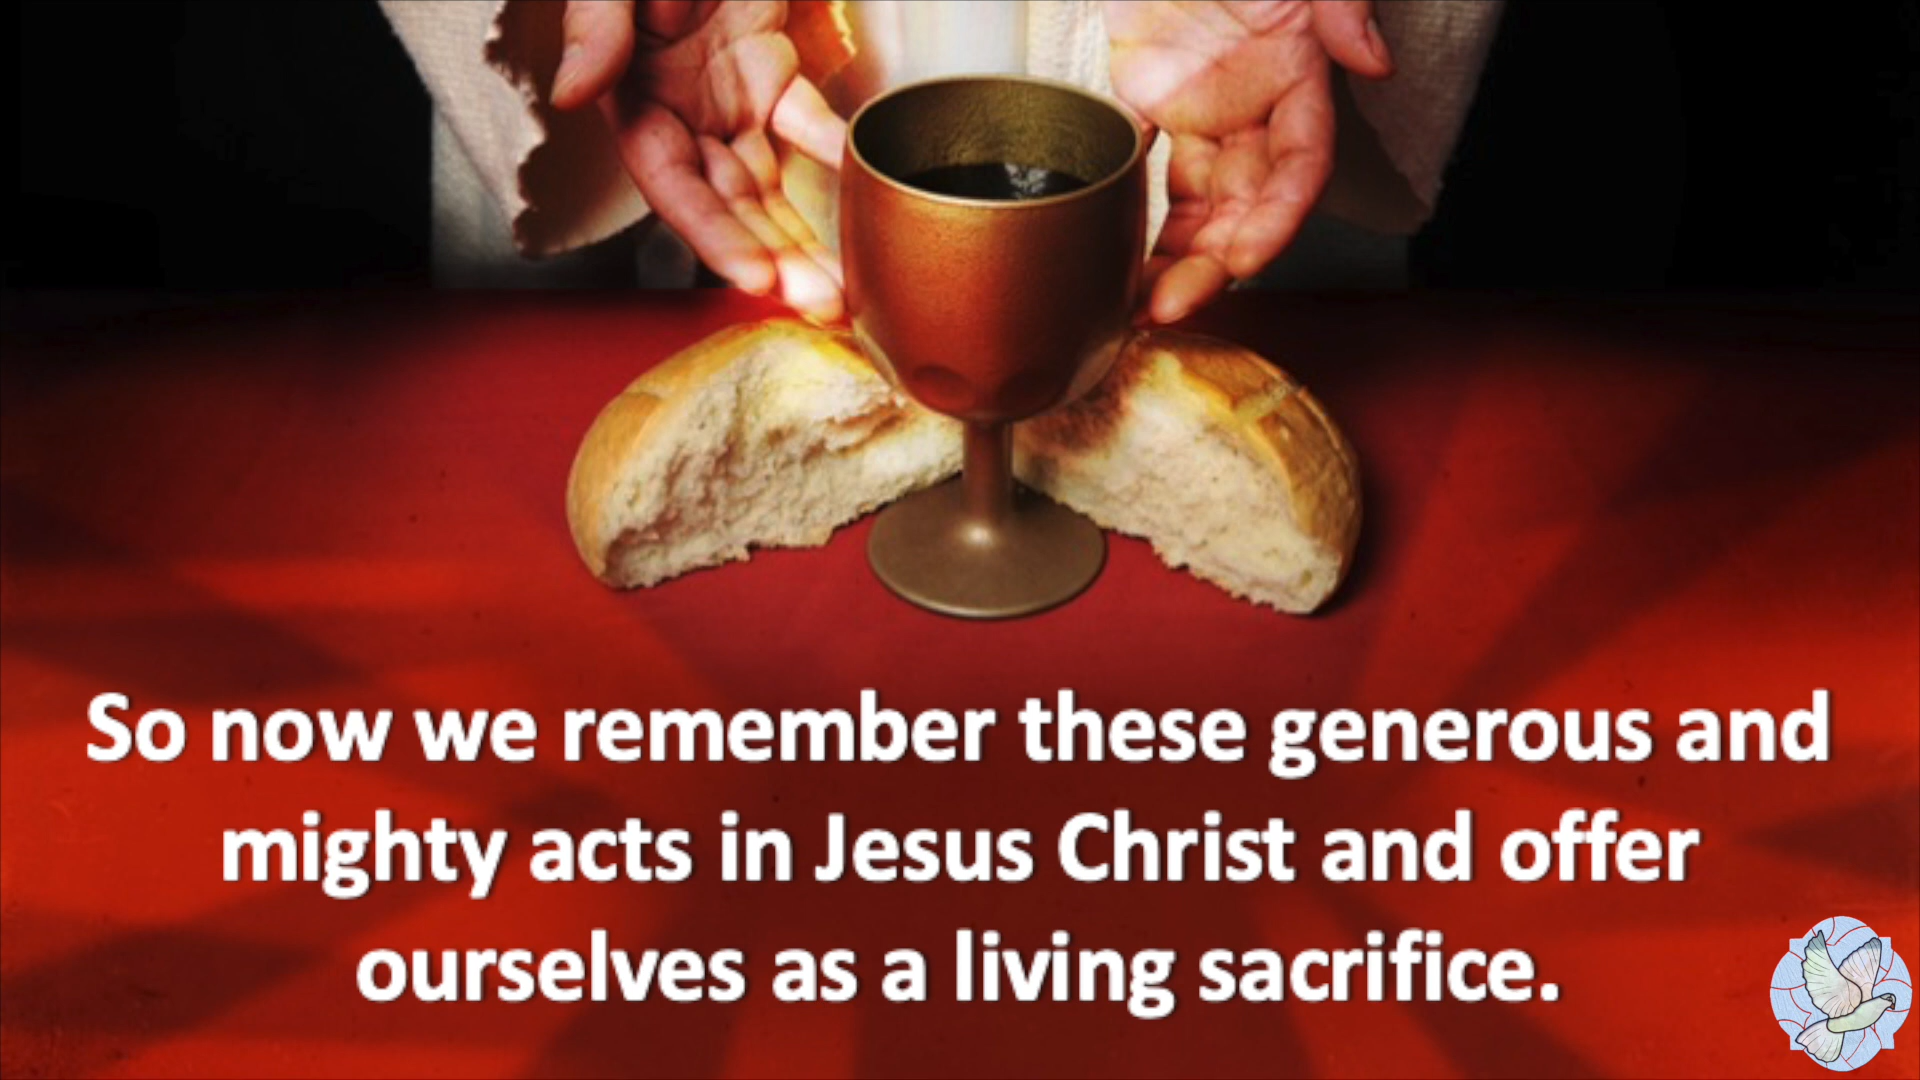 So now we remember these generous and
mighty acts in Jesus Christ and offer
ourselves as a living sacrifice.